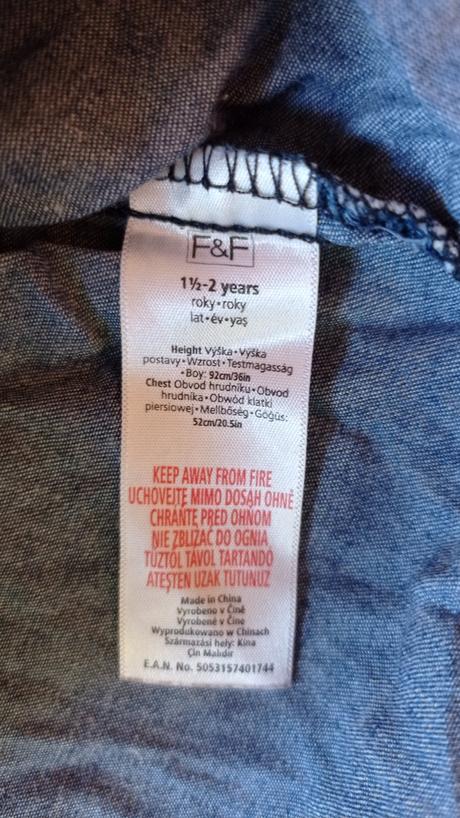 F&F
1½-2 years
roky•roky
lat•év•yaş
Height Výška•Výška
postavy•Wzrost•Testmagasság
•Boy: 92cm/36in
Chest Obvod hrudníku•Obvod
hrudníka•Obwód klatki
piersiowej•Mellbőség•Göğüs:
52cm/20.5in
KEEP AWAY FROM FIRE
UCHOVEJTE MIMO DOSAH OHNĚ
CHRÁŇTE PRED OHŇOM
NIE ZBLIŻAĆ DO OGNIA
TŰZTŐL TÁVOL TARTANDÓ
ATEŞTEN UZAK TUTUNUZ
Made in China
Vyrobeno v Číně
Vyrobené v Číne
Wyprodukowano w Chinach
Származási hely: Kína
Çin Malıdır
E.A.N. No. 5053157401744